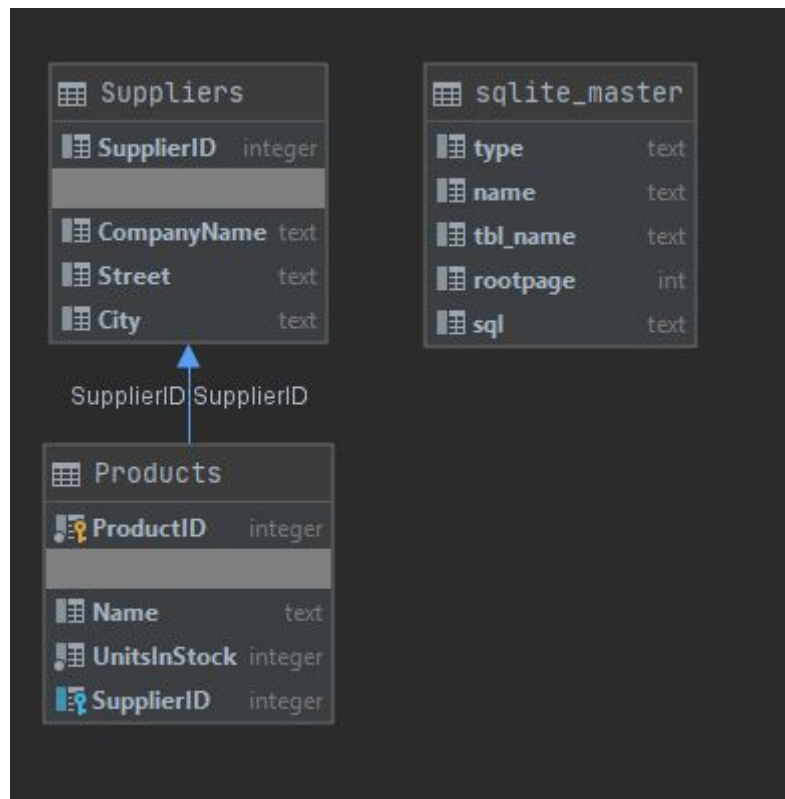 Suppliers
SupplierID integer
CompanyName text
Street text
City text
sqlite_master
type text
name text
tbl_name text
rootpage int
sql text
SupplierID SupplierID
Products
ProductID integer
Name text
UnitsInStock integer
SupplierID integer